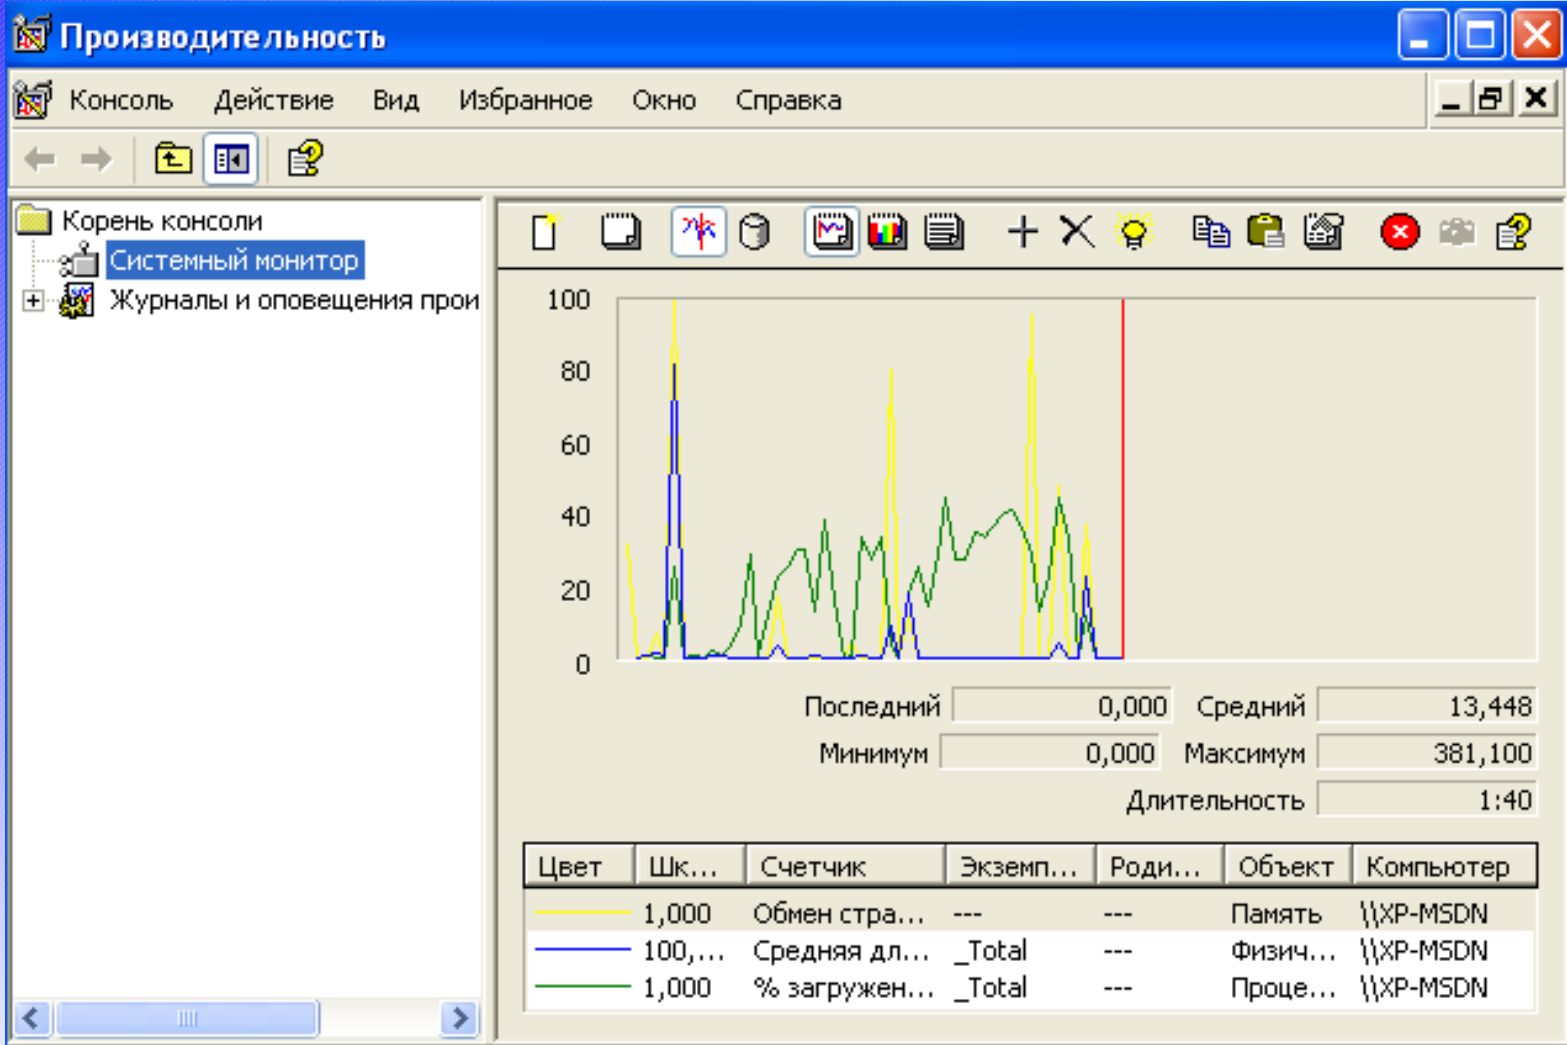 Производительность
Консоль Действие Вид Избранное Окно Справка
Корень консоли
Системный монитор
Журналы и оповещения прои
100
80
60
40
20
0
Последний 0,000 Средний 13,448
Минимум 0,000 Максимум 381,100
Длительность 1:40
Цвет Шк... Счетчик Экземп... Роди... Объект Компьютер
1,000 Обмен стра... --- --- Память \\XP-MSDN
100,... Средняя дл... _Total --- Физич... \\XP-MSDN
1,000 % загружен... _Total --- Проце... \\XP-MSDN